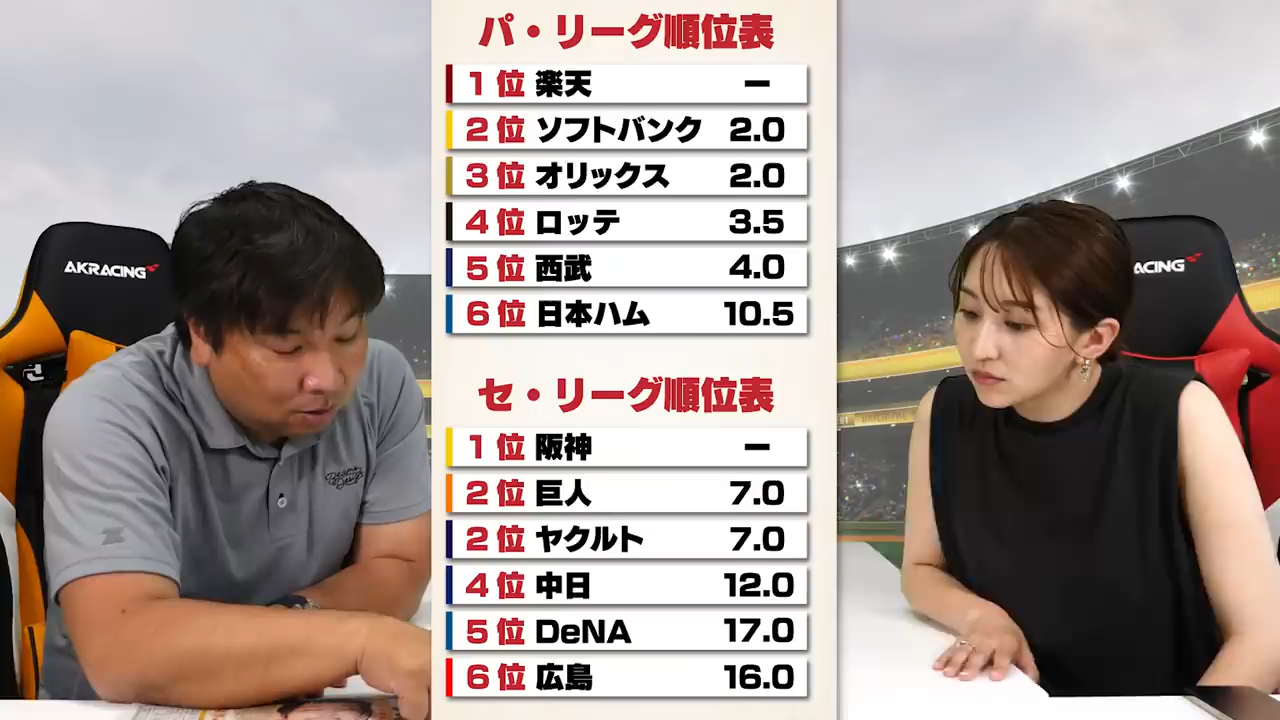 パ・リーグ順位表
1位 楽天 ー
2位 ソフトバンク 2.0
3位 オリックス 2.0
4位 ロッテ 3.5
5位 西武 4.0
6位 日本ハム 10.5
セ・リーグ順位表
1位 阪神 ー
2位 巨人 7.0
2位 ヤクルト 7.0
4位 中日 12.0
5位 DeNA 17.0
6位 広島 16.0
AKRACING
ACING
Beams Design